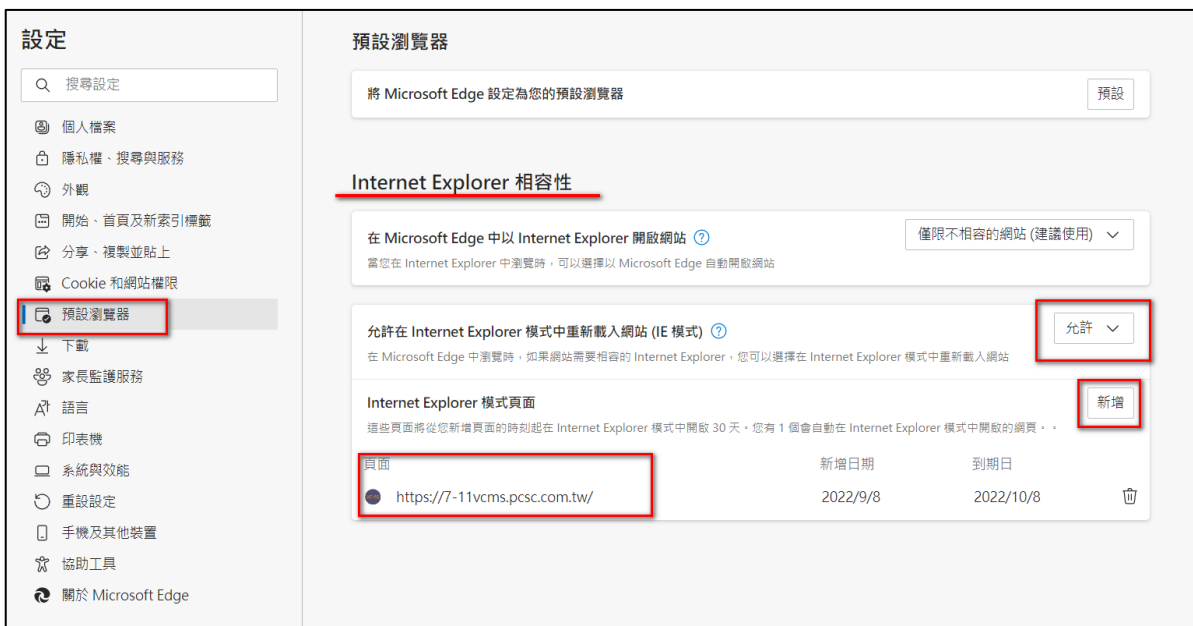 設定
搜尋設定
個人檔案
隱私權、搜尋與服務
外觀
開始、首頁及新索引標籤
分享、複製並貼上
Cookie 和網站權限
預設瀏覽器
下載
家長監護服務
語言
印表機
系統與效能
重設設定
手機及其他裝置
協助工具
關於 Microsoft Edge
預設瀏覽器
將 Microsoft Edge 設定為您的預設瀏覽器
預設
Internet Explorer 相容性
在 Microsoft Edge 中以 Internet Explorer 開啟網站
僅限不相容的網站 (建議使用)
當您在 Internet Explorer 中瀏覽時，可以選擇以 Microsoft Edge 自動開啟網站
允許在 Internet Explorer 模式中重新載入網站 (IE 模式)
允許
在 Microsoft Edge 中瀏覽時，如果網站需要相容的 Internet Explorer，您可以選擇在 Internet Explorer 模式中重新載入網站
Internet Explorer 模式頁面
新增
這些頁面將從您新增頁面的時刻起在 Internet Explorer 模式中開啟 30 天。您有 1 個會自動在 Internet Explorer 模式中開啟的網頁。。
頁面 新增日期 到期日
https://7-11vcms.pcsc.com.tw/ 2022/9/8 2022/10/8